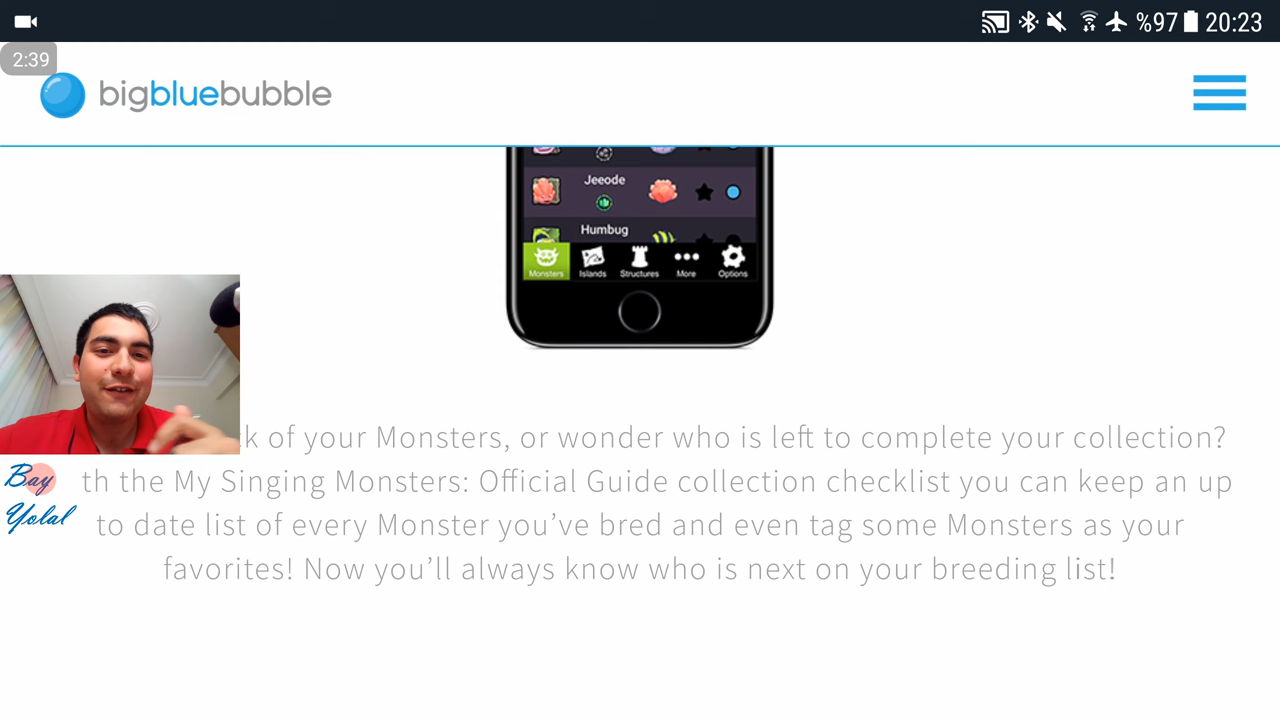 %97 20:23
2:39
bigbluebubble
Jeeode
Humbug
Monsters Islands Structures More Options
k of your Monsters, or wonder who is left to complete your collection?
th the My Singing Monsters: Official Guide collection checklist you can keep an up
to date list of every Monster you’ve bred and even tag some Monsters as your
favorites! Now you’ll always know who is next on your breeding list!
Bay
Yolal